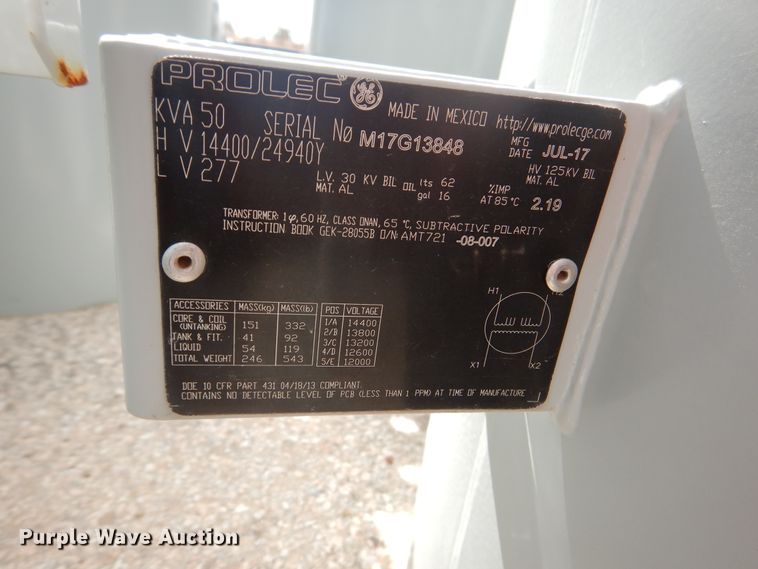 PROLEC GE
MADE IN MEXICO http://www.prolecge.com
KVA 50 SERIAL Nø M17G13848 MFG DATE JUL-17
H V 14400/24940Y
L V 277
L.V. 30 KV BIL MAT. AL OIL lts 62 gal 16 %IMP AT 85°C 2.19 HV 125KV BIL MAT. AL
TRANSFORMER: 1φ, 60 HZ, CLASS ONAN, 65 °C, SUBTRACTIVE POLARITY
INSTRUCTION BOOK GEK-28055B O/N: AMT721 -08-007
ACCESSORIES MASS(kg) MASS(lb)
CORE & COIL (UNTANKING) 151 332
TANK & FIT. 41 92
LIQUID 54 119
TOTAL WEIGHT 246 543
POS VOLTAGE
1/A 14400
2/B 13800
3/C 13200
4/D 12600
5/E 12000
H1 H2
X1 X2
DOE 10 CFR PART 431 04/18/13 COMPLIANT.
CONTAINS NO DETECTABLE LEVEL OF PCB (LESS THAN 1 PPM) AT TIME OF MANUFACTURE
Purple Wave Auction